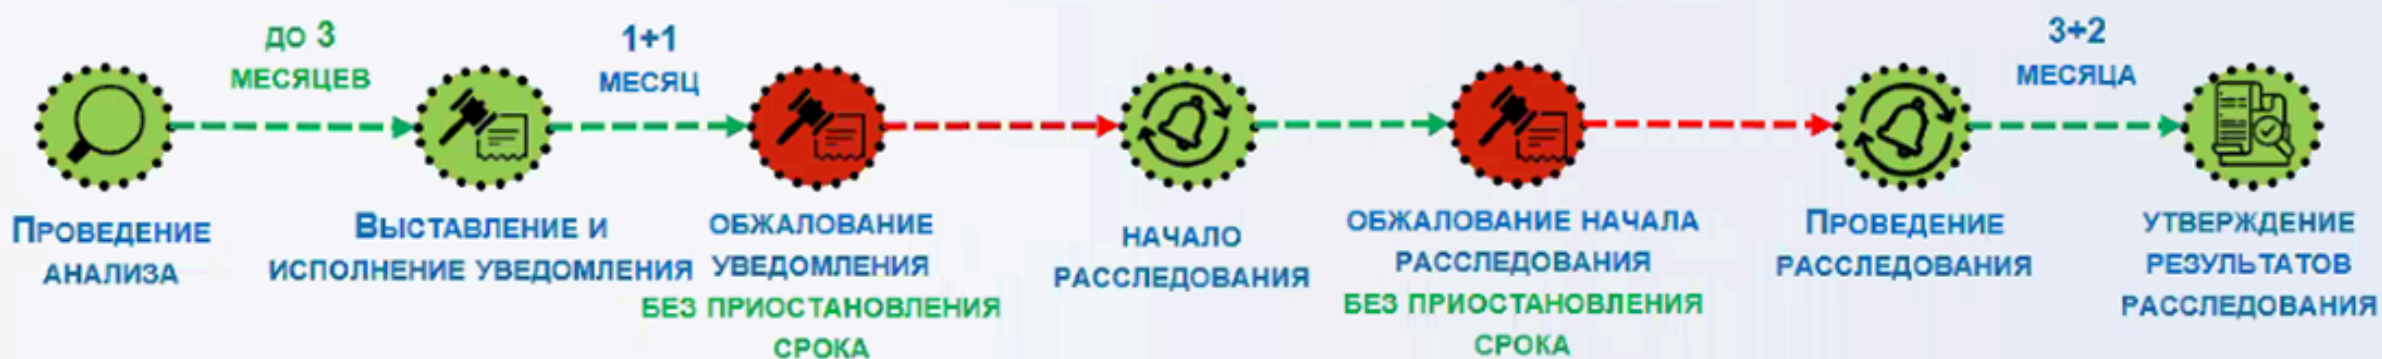 до 3
месяцев
1+1
месяц
3+2
месяца
Проведение
анализа
Выставление и
исполнение уведомления
обжалование
уведомления
без приостановления
срока
начало
расследования
обжалование начала
расследования
без приостановления
срока
Проведение
расследования
утверждение
результатов
расследования